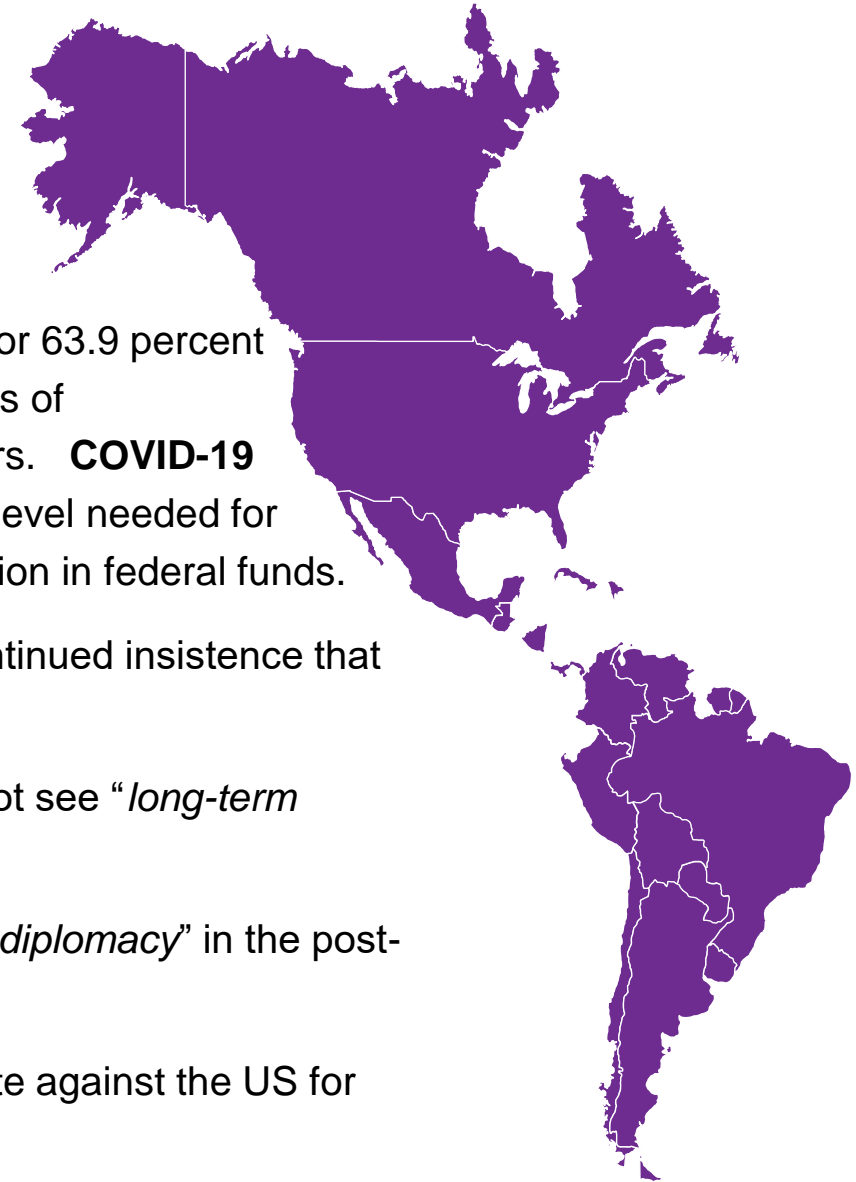 or 63.9 percent
s of
rs. COVID-19
level needed for
ion in federal funds.
ntinued insistence that
ot see “long-term
diplomacy” in the post-
te against the US for